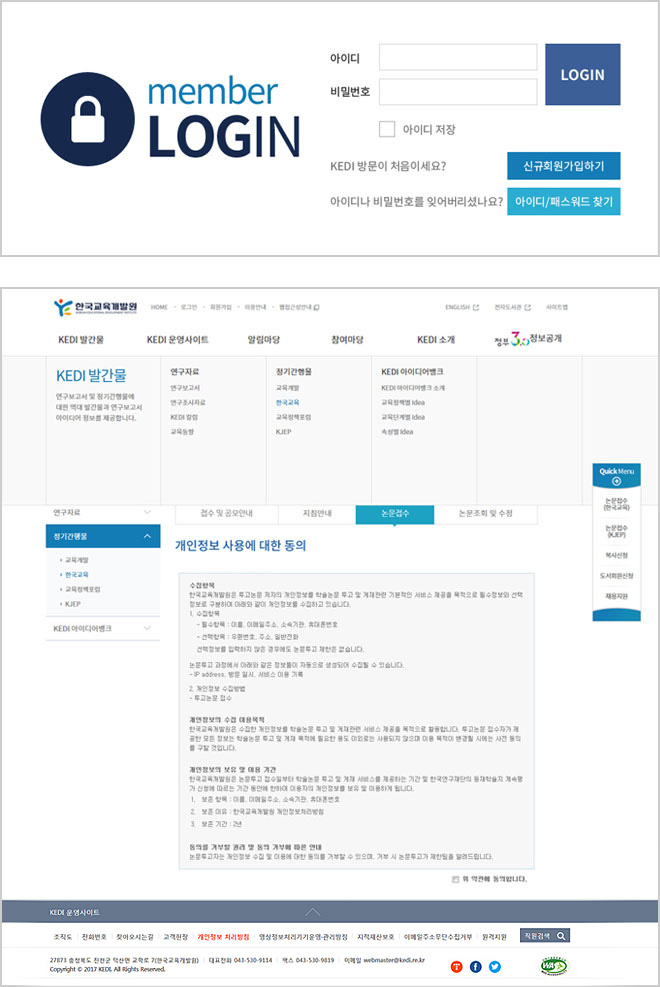 아이디
비밀번호
LOGIN
member
LOGIN
아이디 저장
KEDI 방문이 처음이세요?
신규회원가입하기
아이디나 비밀번호를 잊어버리셨나요?
아이디/패스워드 찾기
한국교육개발원
HOME 로그인 회원가입 이용안내 웹접근성안내
ENGLISH 전자도서관 사이트맵
KEDI 발간물 KEDI 운영사이트 알림마당 참여마당 KEDI 소개 정부3.0 정보공개
KEDI 발간물
연구보고서 및 정기간행물에
대한 역대 발간물과 연구보고서
아이디어 정보를 제공합니다.
연구자료
연구보고서
연구조사자료
KEDI 칼럼
교육동향
정기간행물
교육개발
한국교육
교육정책포럼
KJEP
KEDI 아이디어뱅크
KEDI 아이디어뱅크 소개
교육정책별 Idea
교육단계별 Idea
속성별 Idea
Quick Menu
논문접수
(한국교육)
논문접수
(KJEP)
복사신청
도서회원신청
채용지원
연구자료
정기간행물
교육개발
한국교육
교육정책포럼
KJEP
KEDI 아이디어뱅크
접수 및 공모안내 지침안내 논문접수 논문조회 및 수정
개인정보 사용에 대한 동의
수집항목
한국교육개발원은 투고논문 저자의 개인정보를 학술논문 투고 및 게재관련 기본적인 서비스 제공을 목적으로 필수정보와 선택
정보로 구분하여 아래와 같이 개인정보를 수집하고 있습니다.
1. 수집항목
- 필수항목 : 이름, 이메일주소, 소속기관, 휴대폰번호
- 선택항목 : 우편번호, 주소, 일반전화
선택정보를 입력하지 않은 경우에도 논문투고 제한은 없습니다.
논문투고 과정에서 아래와 같은 정보들이 자동으로 생성되어 수집될 수 있습니다.
- IP address, 방문 일시, 서비스 이용 기록
2. 개인정보 수집방법
- 투고논문 접수
개인정보의 수집 이용목적
한국교육개발원은 수집한 개인정보를 학술논문 투고 및 게재관련 서비스 제공을 목적으로 활용합니다. 투고논문 접수자가 제
공한 모든 정보는 학술논문 투고 및 게재 목적에 필요한 용도 이외로는 사용되지 않으며 이용 목적이 변경될 시에는 사전 동의
를 구할 것입니다.
개인정보의 보유 및 이용 기간
한국교육개발원은 논문투고 접수일부터 학술논문 투고 및 게재 서비스를 제공하는 기간 및 한국연구재단의 등재학술지 계속평
가 신청에 따르는 기간 동안에 한하여 이용자의 개인정보를 보유 및 이용하게 됩니다.
1. 보존 항목 : 이름, 이메일주소, 소속기관, 휴대폰번호
2. 보존 이유 : 한국교육개발원 개인정보처리방침
3. 보존 기간 : 2년
동의를 거부할 권리 및 동의 거부에 따른 안내
논문투고자는 개인정보 수집 및 이용에 대한 동의를 거부할 수 있으며, 거부 시 논문투고가 제한됨을 알려드립니다.
위 약관에 동의합니다.
KEDI 운영사이트
조직도 전화번호 찾아오시는길 고객헌장 개인정보 처리방침 영상정보처리기기운영·관리방침 지적재산보호 이메일주소무단수집거부 원격지원 직원검색
27873 충청북도 진천군 덕산면 교학로 7(한국교육개발원) 대표전화 043-530-9114 팩스 043-530-9819 이메일 webmaster@kedi.re.kr
Copyright © 2017 KEDI. All Rights Reserved.